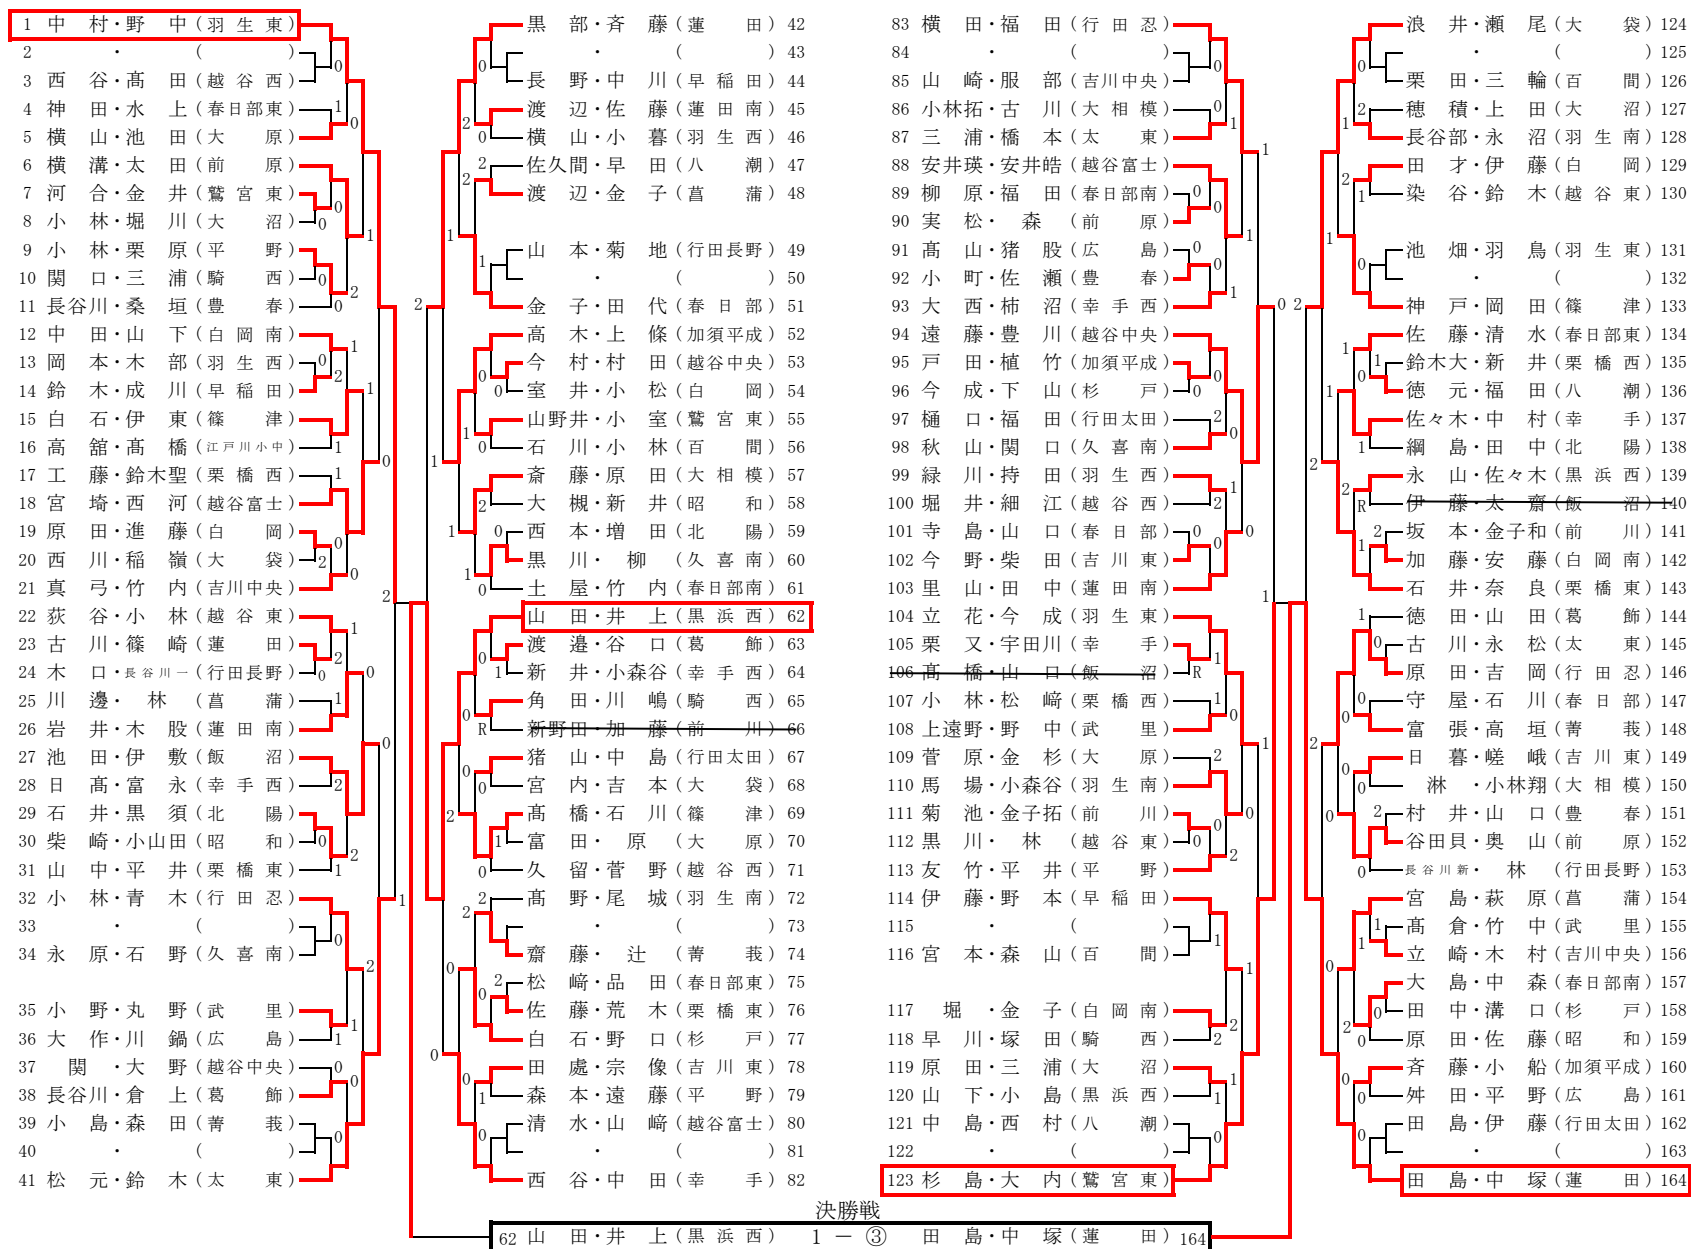 1 中村・野中(羽生東)
2 ・ ( )
3 西谷・髙田(越谷西)
4 神田・水上(春日部東)
5 横山・池田(大原)
6 横溝・太田(前原)
7 河合・金井(鷲宮東)
8 小林・堀川(大沼)
9 小林・栗原(平野)
10 関口・三浦(騎西)
11 長谷川・桑垣(豊春)
12 中田・山下(白岡南)
13 岡本・木部(羽生西)
14 鈴木・成川(早稲田)
15 白石・伊東(篠津)
16 高舘・髙橋(江戸川小中)
17 工藤・鈴木聖(栗橋西)
18 宮埼・西河(越谷富士)
19 原田・進藤(白岡)
20 西川・稲嶺(大袋)
21 真弓・竹内(吉川中央)
22 荻谷・小林(越谷東)
23 古川・篠崎(蓮田)
24 木口・長谷川一(行田長野)
25 川邊・林(菖蒲)
26 岩井・木股(蓮田南)
27 池田・伊敷(飯沼)
28 日髙・富永(幸手西)
29 石井・黒須(北陽)
30 柴崎・小山田(昭和)
31 山中・平井(栗橋東)
32 小林・青木(行田忍)
33 ・ ( )
34 永原・石野(久喜南)
35 小野・丸野(武里)
36 大作・川鍋(広島)
37 関・大野(越谷中央)
38 長谷川・倉上(葛飾)
39 小島・森田(菁莪)
40 ・ ( )
41 松元・鈴木(太東)
黒部・斉藤(蓮田) 42
・ ( ) 43
長野・中川(早稲田) 44
渡辺・佐藤(蓮田南) 45
横山・小暮(羽生西) 46
佐久間・早田(八潮) 47
渡辺・金子(菖蒲) 48
山本・菊地(行田長野) 49
・ ( ) 50
金子・田代(春日部) 51
高木・上條(加須平成) 52
今村・村田(越谷中央) 53
室井・小松(白岡) 54
山野井・小室(鷲宮東) 55
石川・小林(百間) 56
斎藤・原田(大相模) 57
大槻・新井(昭和) 58
西本・増田(北陽) 59
黒川・柳(久喜南) 60
土屋・竹内(春日部南) 61
山田・井上(黒浜西) 62
渡邉・谷口(葛飾) 63
新井・小森谷(幸手西) 64
角田・川嶋(騎西) 65
新野田・加藤(前川) 66
猪山・中島(行田太田) 67
宮内・吉本(大袋) 68
髙橋・石川(篠津) 69
富田・原(大原) 70
久留・菅野(越谷西) 71
髙野・尾城(羽生南) 72
・ ( ) 73
齋藤・辻(菁莪) 74
松﨑・品田(春日部東) 75
佐藤・荒木(栗橋東) 76
白石・野口(杉戸) 77
田處・宗像(吉川東) 78
森本・遠藤(平野) 79
清水・山﨑(越谷富士) 80
・ ( ) 81
西谷・中田(幸手) 82
83 横田・福田(行田忍)
84 ・ ( )
85 山崎・服部(吉川中央)
86 小林拓・古川(大相模)
87 三浦・橋本(太東)
88 安井瑛・安井皓(越谷富士)
89 柳原・福田(春日部南)
90 実松・森(前原)
91 髙山・猪股(広島)
92 小町・佐瀬(豊春)
93 大西・柿沼(幸手西)
94 遠藤・豊川(越谷中央)
95 戸田・植竹(加須平成)
96 今成・下山(杉戸)
97 樋口・福田(行田太田)
98 秋山・関口(久喜南)
99 緑川・持田(羽生西)
100 堀井・細江(越谷西)
101 寺島・山口(春日部)
102 今野・柴田(吉川東)
103 里山・田中(蓮田南)
104 立花・今成(羽生東)
105 栗又・宇田川(幸手)
106 髙橋・山口(飯沼)
107 小林・松﨑(栗橋西)
108 上遠野・野中(武里)
109 菅原・金杉(大原)
110 馬場・小森谷(羽生南)
111 菊池・金子拓(前川)
112 黒川・林(越谷東)
113 友竹・平井(平野)
114 伊藤・野本(早稲田)
115 ・ ( )
116 宮本・森山(百間)
117 堀・金子(白岡南)
118 早川・塚田(騎西)
119 原田・三浦(大沼)
120 山下・小島(黒浜西)
121 中島・西村(八潮)
122 ・ ( )
123 杉島・大内(鷲宮東)
浪井・瀬尾(大袋) 124
・ ( ) 125
栗田・三輪(百間) 126
穂積・上田(大沼) 127
長谷部・永沼(羽生南) 128
田才・伊藤(白岡) 129
染谷・鈴木(越谷東) 130
池畑・羽鳥(羽生東) 131
・ ( ) 132
神戸・岡田(篠津) 133
佐藤・清水(春日部東) 134
鈴木大・新井(栗橋西) 135
徳元・福田(八潮) 136
佐々木・中村(幸手) 137
綱島・田中(北陽) 138
永山・佐々木(黒浜西) 139
伊藤・太齋(飯沼) 140
坂本・金子和(前川) 141
加藤・安藤(白岡南) 142
石井・奈良(栗橋東) 143
徳田・山田(葛飾) 144
古川・永松(太東) 145
原田・吉岡(行田忍) 146
守屋・石川(春日部) 147
富張・高垣(菁莪) 148
日暮・嵯峨(吉川東) 149
淋・小林翔(大相模) 150
村井・山口(豊春) 151
谷田貝・奥山(前原) 152
長谷川新・林(行田長野) 153
宮島・萩原(菖蒲) 154
髙倉・竹中(武里) 155
立崎・木村(吉川中央) 156
大島・中森(春日部南) 157
田中・溝口(杉戸) 158
原田・佐藤(昭和) 159
斉藤・小船(加須平成) 160
舛田・平野(広島) 161
田島・伊藤(行田太田) 162
・ ( ) 163
田島・中塚(蓮田) 164
決勝戦
62 山田・井上(黒浜西) 1 － ③ 田島・中塚(蓮田) 164